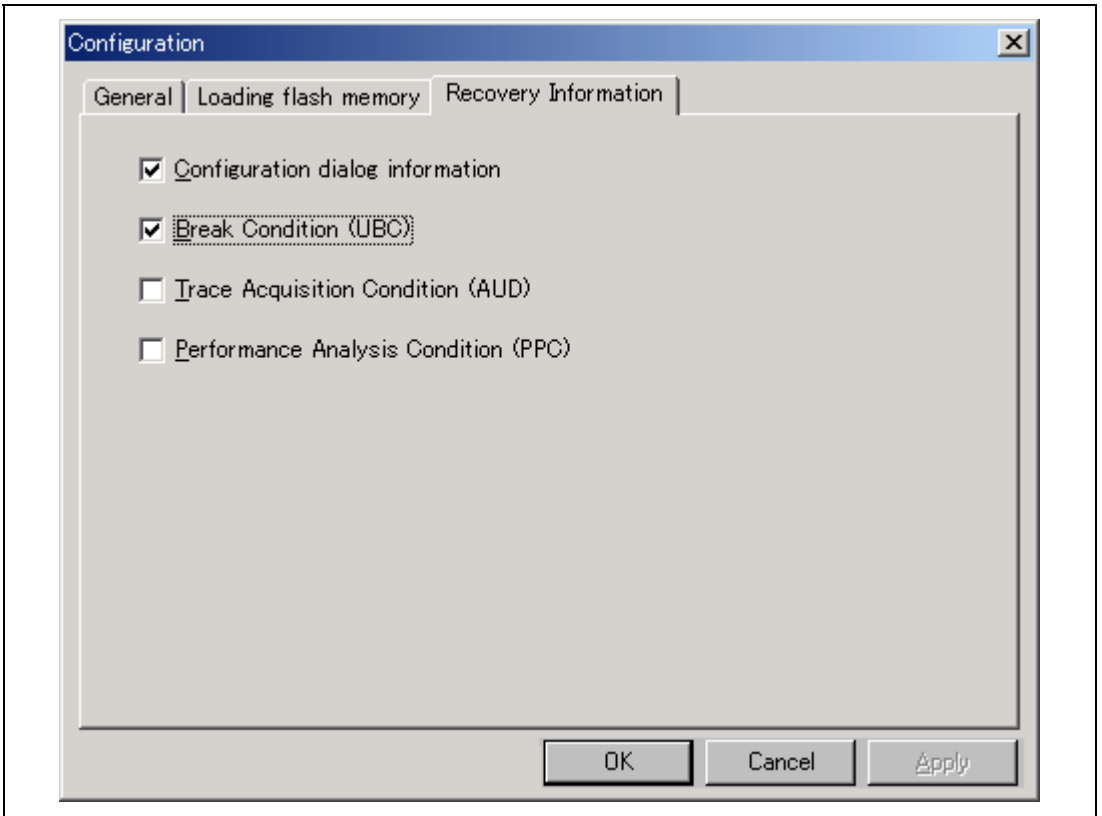 Configuration
General
Loading flash memory
Recovery Information
Configuration dialog information
Break Condition (UBC)
Trace Acquisition Condition (AUD)
Performance Analysis Condition (PPC)
OK
Cancel
Apply